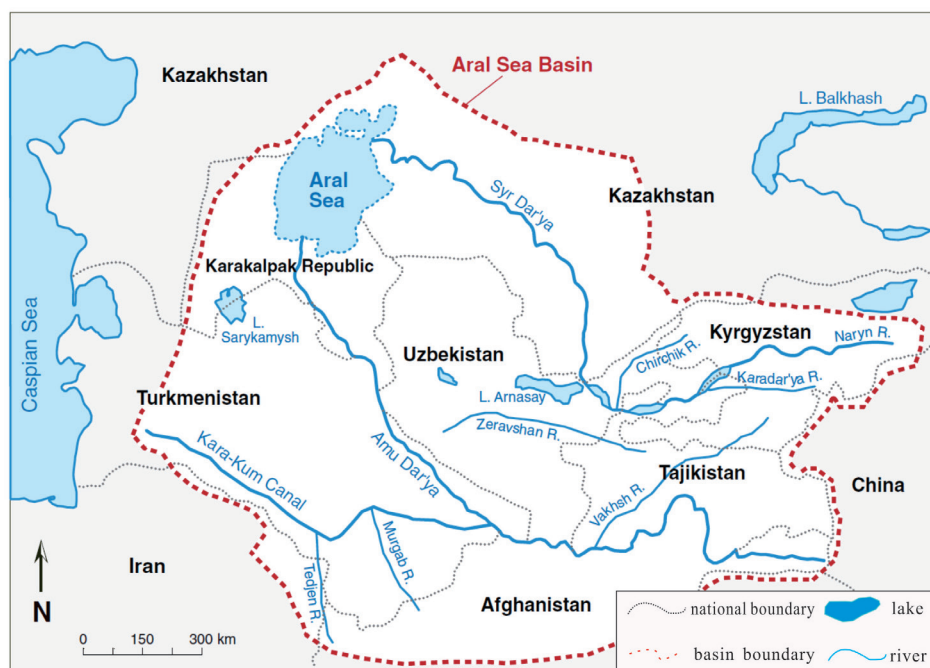 Kazakhstan
Aral Sea Basin
L. Balkhash
Aral
Sea
Syr Dar'ya
Kazakhstan
Karakalpak Republic
Caspian Sea
L.
Sarykamysh
Uzbekistan
Kyrgyzstan
Naryn R.
Chirchik R.
Karadar'ya R.
L. Arnasay
Turkmenistan
Zeravshan R.
Kara-Kum Canal
Amu Dar'ya
Tajikistan
Vakhsh R.
China
Murgab R.
Tedjen R.
Iran
Afghanistan
N
0 150 300 km
national boundary
lake
basin boundary
river